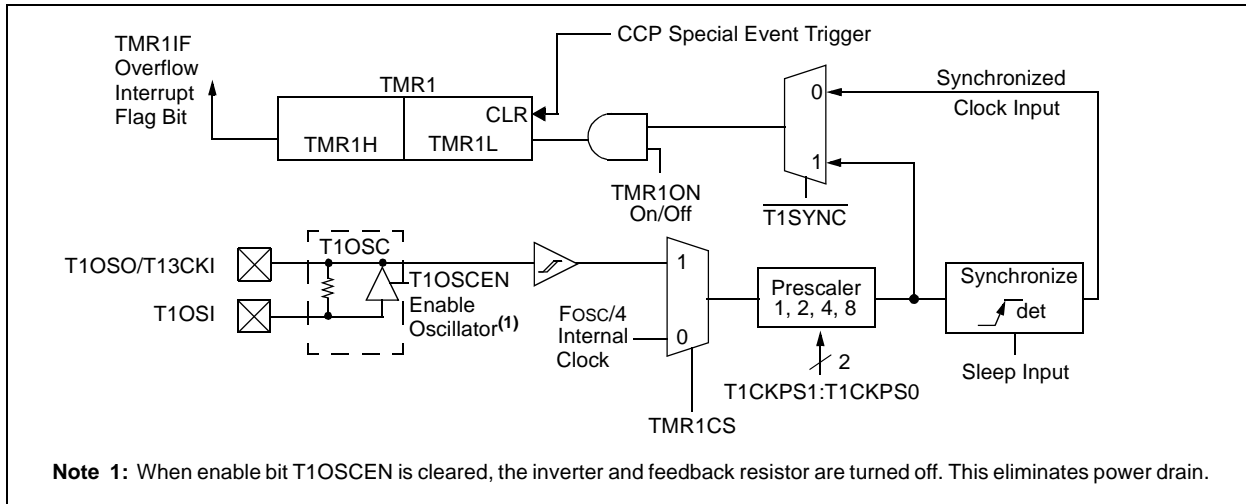 TMR1IF
Overflow
Interrupt
Flag Bit
CCP Special Event Trigger
TMR1
CLR
TMR1H
TMR1L
TMR1ON
On/Off
0
1
T1SYNC
Synchronized
Clock Input
T1OSO/T13CKI
T1OSI
T1OSC
T1OSCEN
Enable
Oscillator(1)
FOSC/4
Internal
Clock
1
0
TMR1CS
Prescaler
1, 2, 4, 8
2
T1CKPS1:T1CKPS0
Synchronize
det
Sleep Input
Note 1: When enable bit T1OSCEN is cleared, the inverter and feedback resistor are turned off. This eliminates power drain.